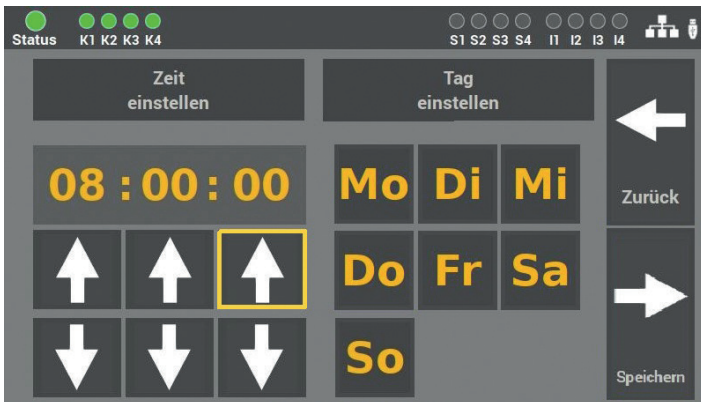 Status K1 K2 K3 K4 S1 S2 S3 S4 I1 I2 I3 I4
Zeit
einstellen
Tag
einstellen
08 : 00 : 00
Mo Di Mi
Do Fr Sa
So
Zurück
Speichern